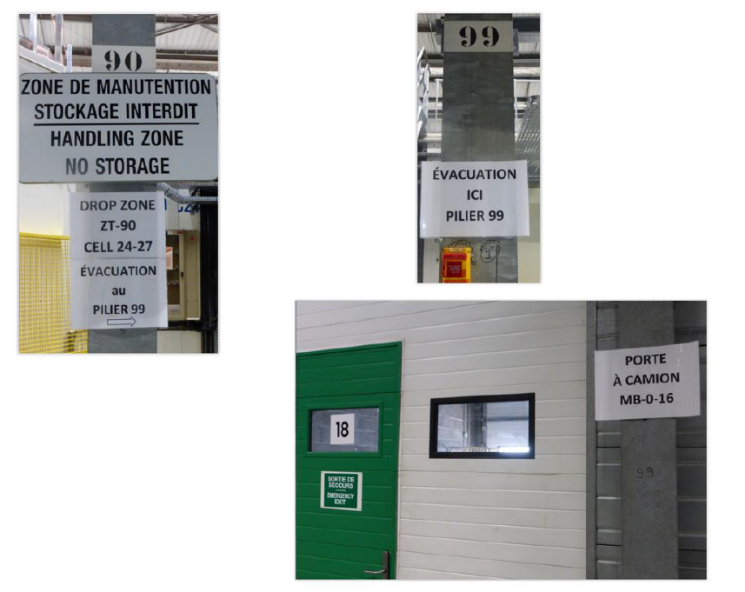 90
ZONE DE MANUTENTION
STOCKAGE INTERDIT
HANDLING ZONE
NO STORAGE
DROP ZONE
ZT-90
CELL 24-27
ÉVACUATION
au
PILIER 99
99
ÉVACUATION
ICI
PILIER 99
18
SORTIE DE
SECOURS
EMERGENCY
EXIT
PORTE
À CAMION
MB-0-16
99